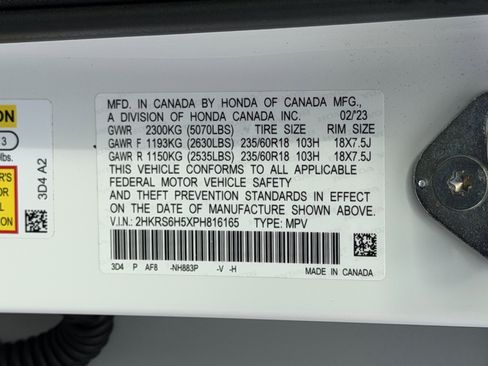 MFD. IN CANADA BY HONDA OF CANADA MFG.,
A DIVISION OF HONDA CANADA INC. 02/'23
GVWR 2300KG (5070LBS) TIRE SIZE RIM SIZE
GAWR F 1193KG (2630LBS) 235/60R18 103H 18X7.5J
GAWR R 1150KG (2535LBS) 235/60R18 103H 18X7.5J
THIS VEHICLE CONFORMS TO ALL APPLICABLE
FEDERAL MOTOR VEHICLE SAFETY
AND THEFT PREVENTION STANDARDS IN EFFECT
ON THE DATE OF MANUFACTURE SHOWN ABOVE.
V.I.N.: 2HKRS6H5XPH816165 TYPE: MPV
3D4 P AF8 -NH883P -V -H
MADE IN CANADA
3D4 A2
3
lbs.